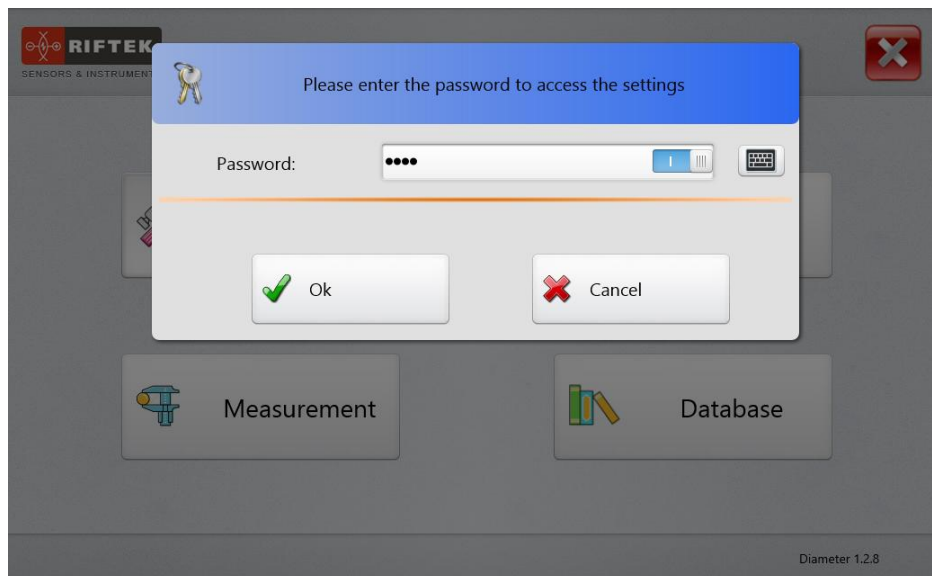 RIFTEK
SENSORS & INSTRUMENT
Please enter the password to access the settings
Password:
Ok
Cancel
Measurement
Database
Diameter 1.2.8